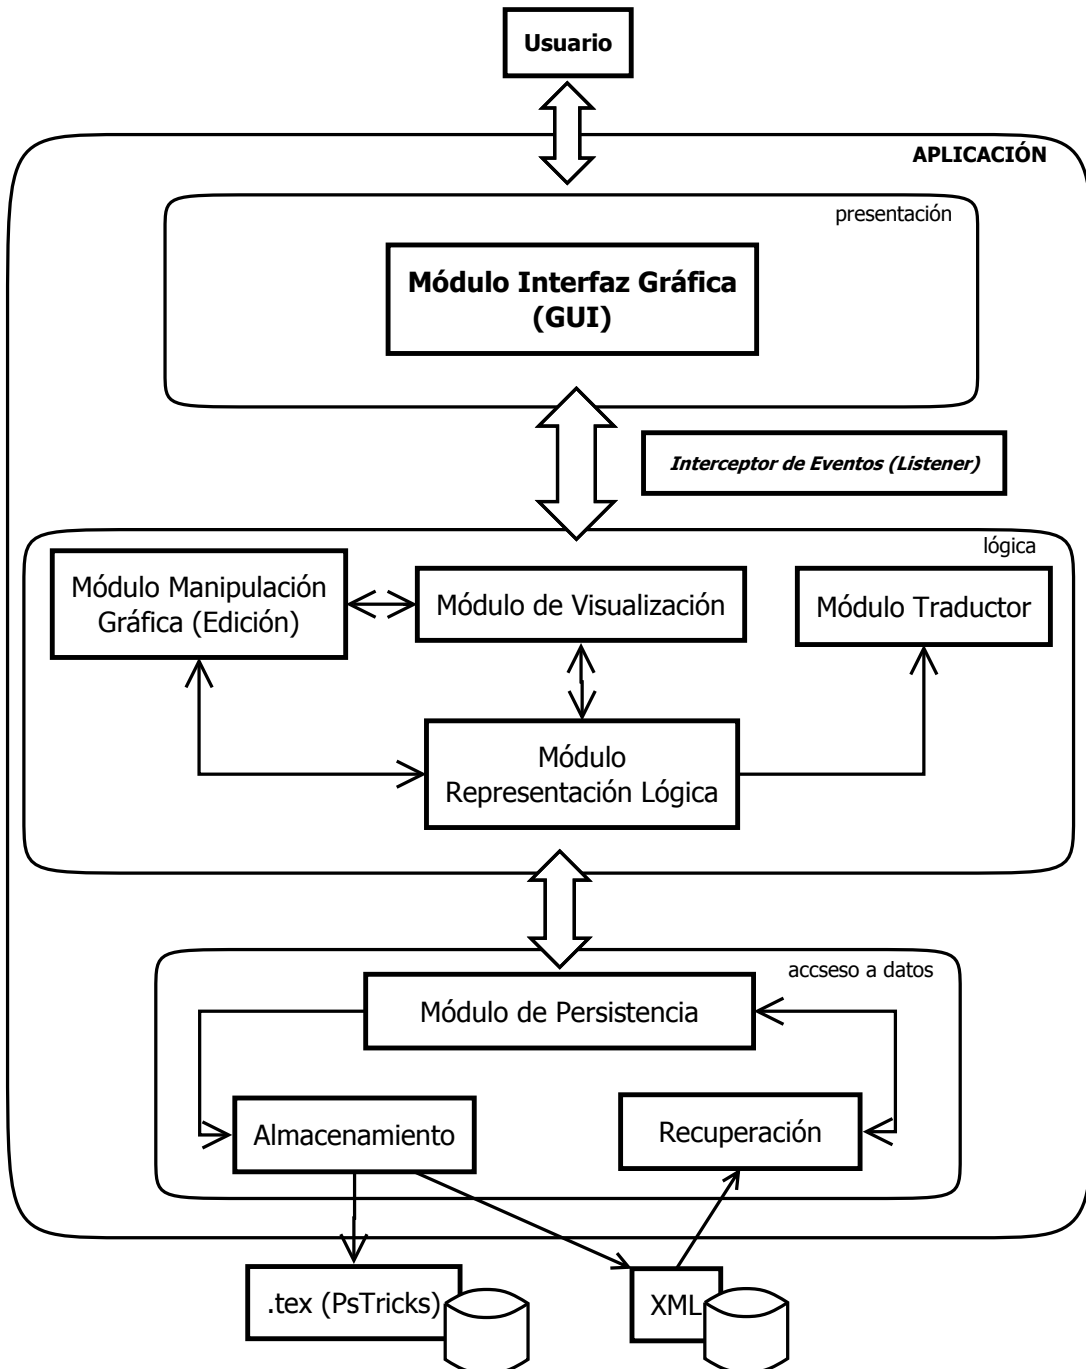 Usuario
APLICACIÓN
presentación
Módulo Interfaz Gráfica
(GUI)
Interceptor de Eventos (Listener)
lógica
Módulo Manipulación
Gráfica (Edición)
Módulo de Visualización
Módulo Traductor
Módulo
Representación Lógica
accseso a datos
Módulo de Persistencia
Almacenamiento
Recuperación
.tex (PsTricks)
XML